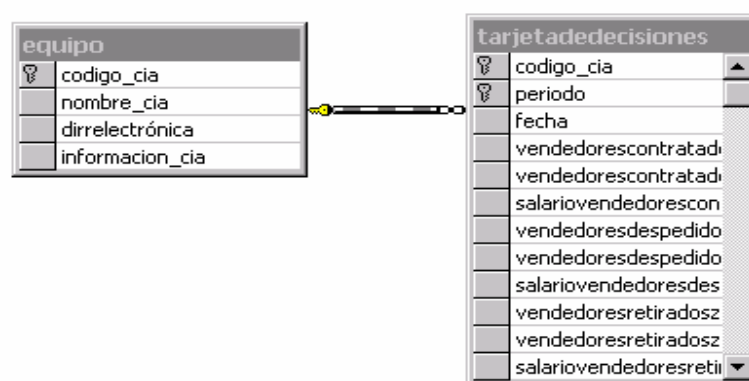 equipo
codigo_cia
nombre_cia
dirrelectrónica
informacion_cia
tarjetadedecisiones
codigo_cia
periodo
fecha
vendedorescontratad
vendedorescontratad
salariovendedorescon
vendedoresdespedido
vendedoresdespedido
salariovendedoresdes
vendedoresretiradosz
vendedoresretiradosz
salariovendedoresreti